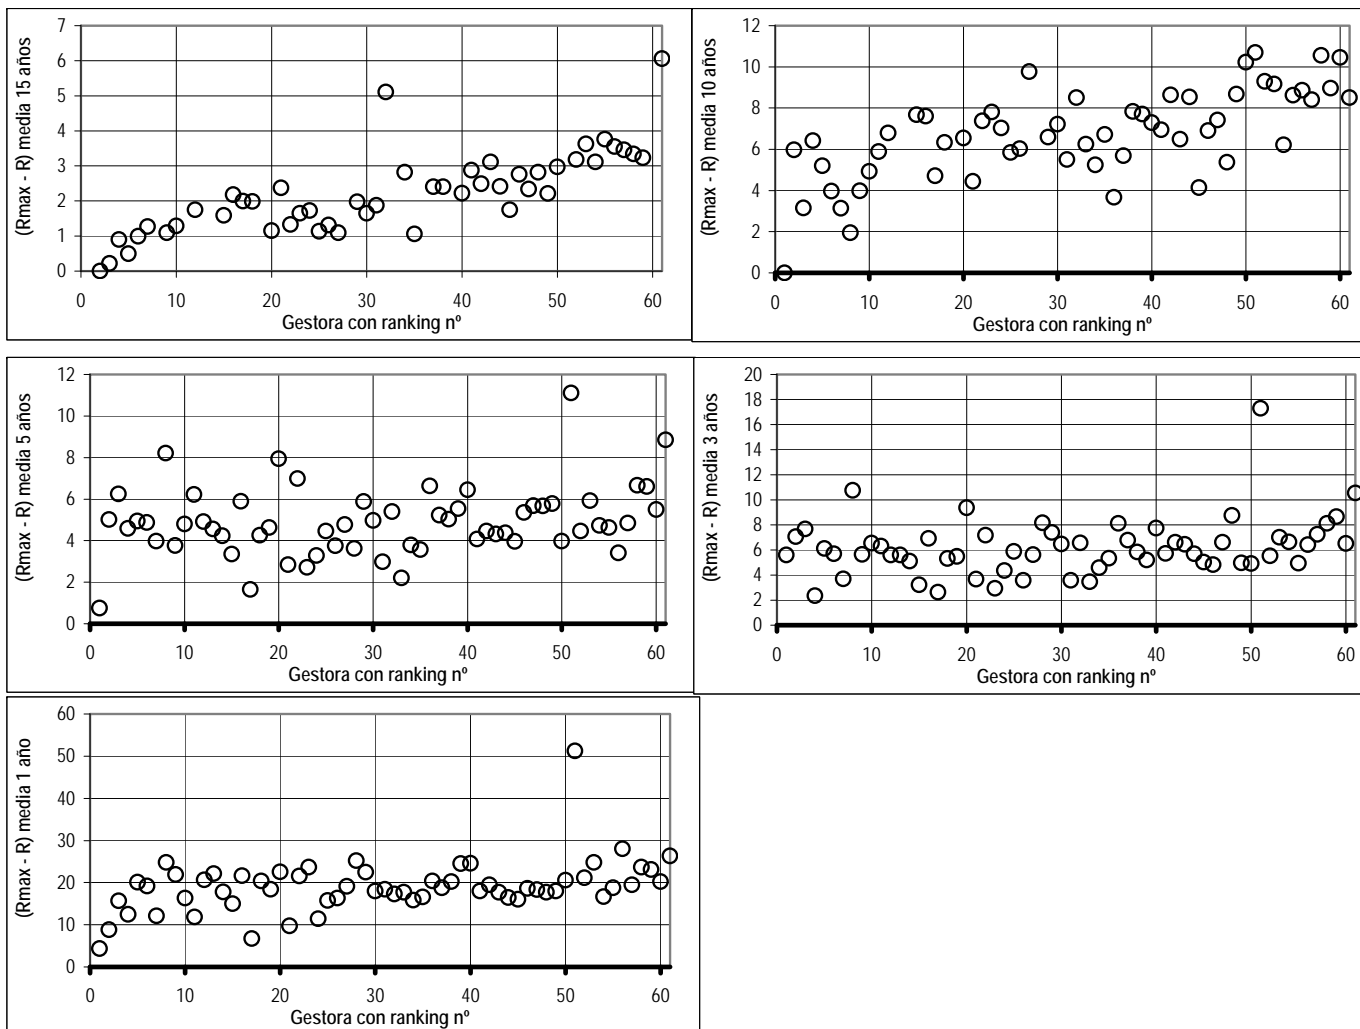 (Rmax - R) media 15 años
7
6
5
4
3
2
1
0
0 10 20 30 40 50 60
Gestora con ranking nº
(Rmax - R) media 10 años
12
10
8
6
4
2
0
0 10 20 30 40 50 60
Gestora con ranking nº
(Rmax - R) media 5 años
12
10
8
6
4
2
0
0 10 20 30 40 50 60
Gestora con ranking nº
(Rmax - R) media 3 años
20
18
16
14
12
10
8
6
4
2
0
0 10 20 30 40 50 60
Gestora con ranking nº
(Rmax - R) media 1 año
60
50
40
30
20
10
0
0 10 20 30 40 50 60
Gestora con ranking nº